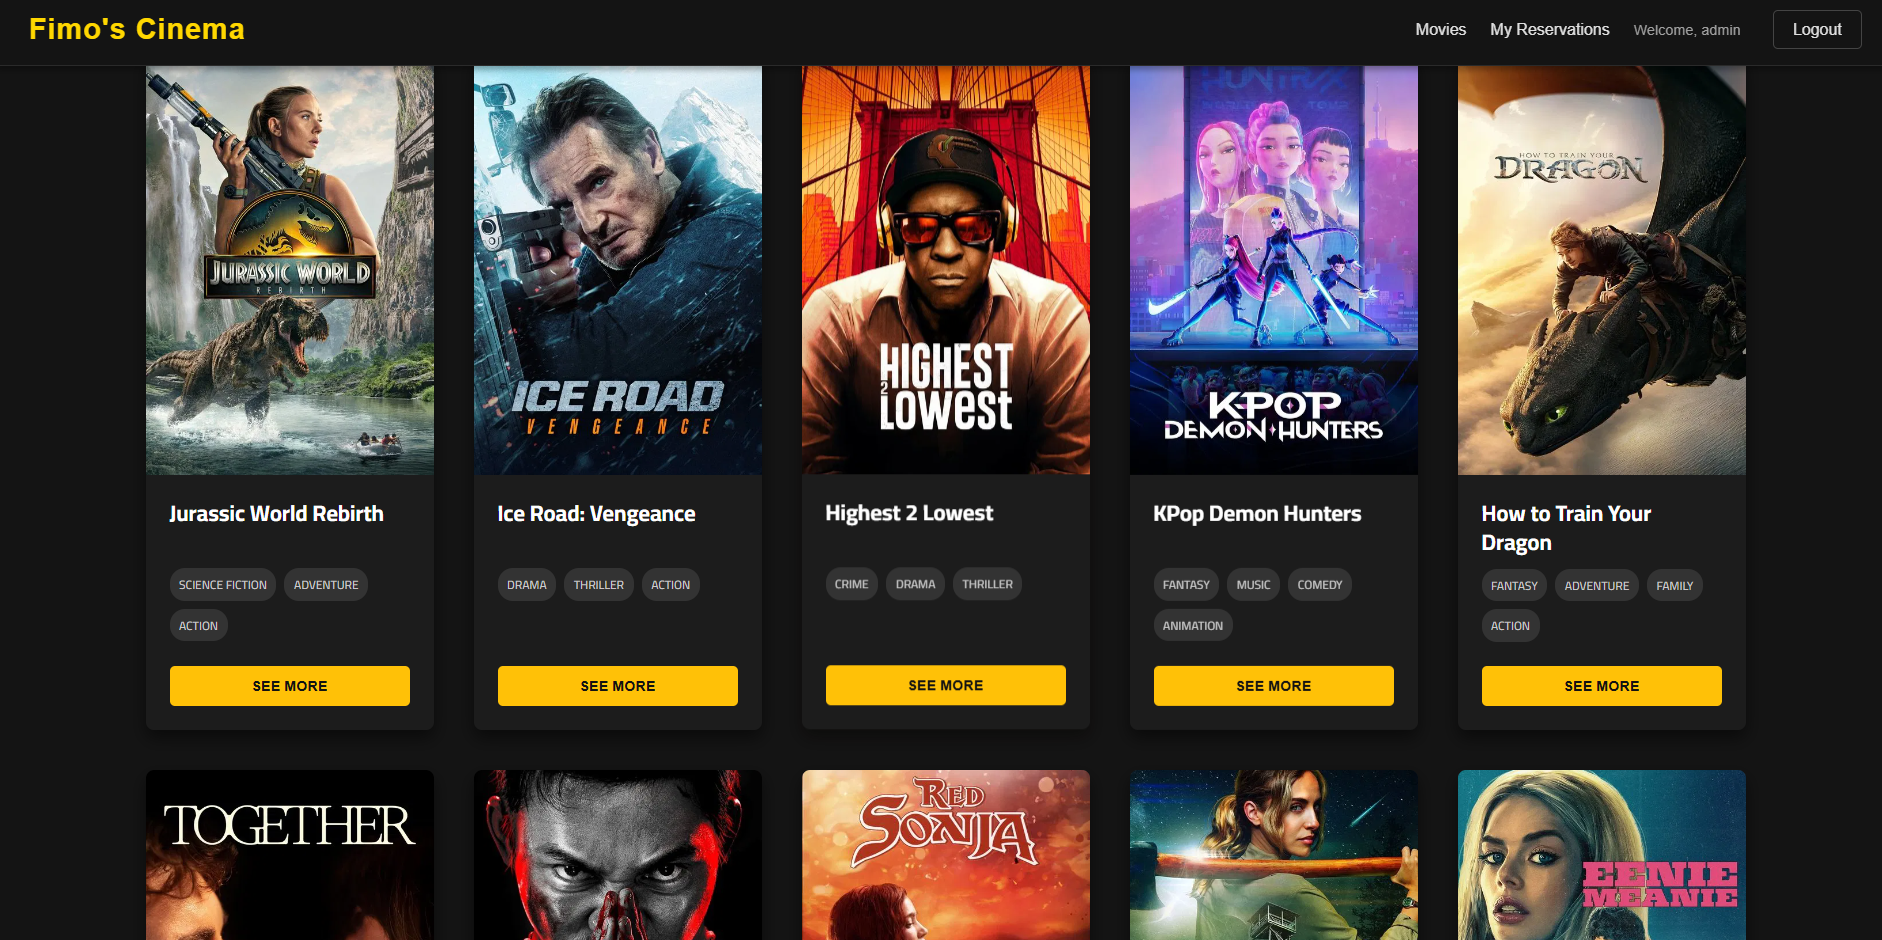 Fimo's Cinema
Movies My Reservations Welcome, admin Logout
JURASSIC WORLD
REBIRTH
ICE ROAD
VENGEANCE
HIGHEST
2
LOWEST
HUNTR/X
KPOP
DEMON HUNTERS
HOW TO TRAIN YOUR
DRAGON
Jurassic World Rebirth
SCIENCE FICTION ADVENTURE
ACTION
SEE MORE
Ice Road: Vengeance
DRAMA THRILLER ACTION
SEE MORE
Highest 2 Lowest
CRIME DRAMA THRILLER
SEE MORE
KPop Demon Hunters
FANTASY MUSIC COMEDY
ANIMATION
SEE MORE
How to Train Your
Dragon
FANTASY ADVENTURE FAMILY
ACTION
SEE MORE
TOGETHER
RED
SONJA
EENIE
MEANIE